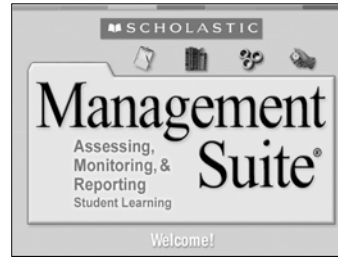 SCHOLASTIC
Management
Assessing,
Monitoring, &
Reporting
Student Learning
Suite®
Welcome!